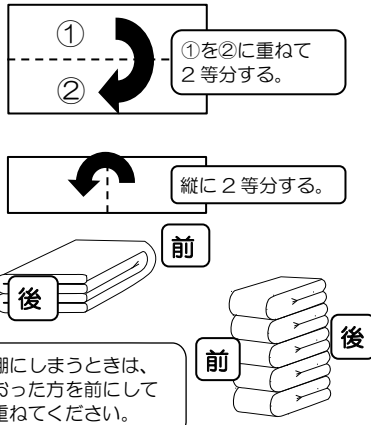 ①
②
①を②に重ねて
2等分する。
縦に2等分する。
前
後
前
後
棚にしまうときは、
おった方を前にして
重ねてください。